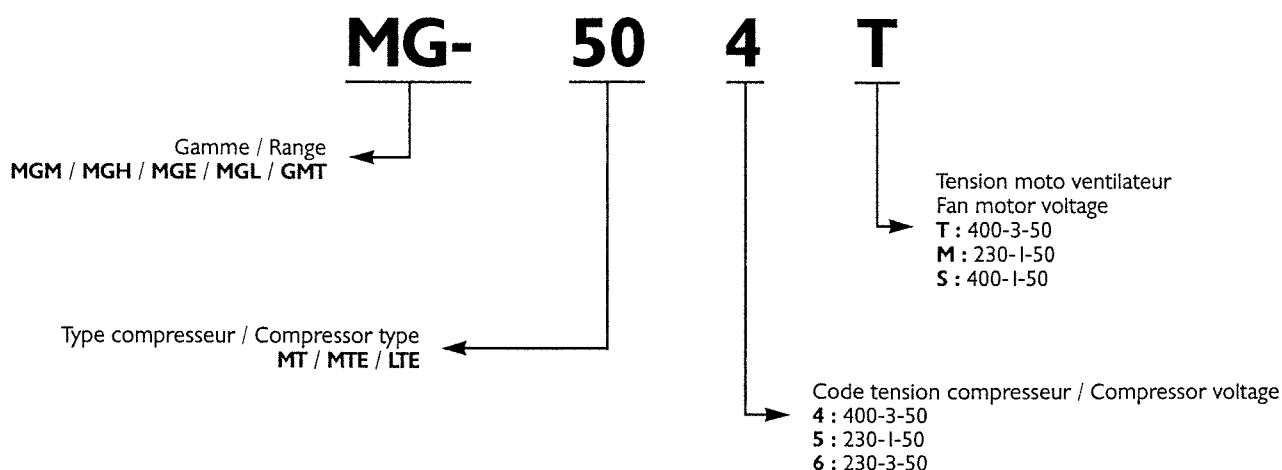 MG- 50 4 T
Gamme / Range
MGM / MGH / MGE / MGL / GMT
Tension moto ventilateur
Fan motor voltage
T : 400-3-50
M : 230-1-50
S : 400-1-50
Type compresseur / Compressor type
MT / MTE / LTE
Code tension compresseur / Compressor voltage
4 : 400-3-50
5 : 230-1-50
6 : 230-3-50